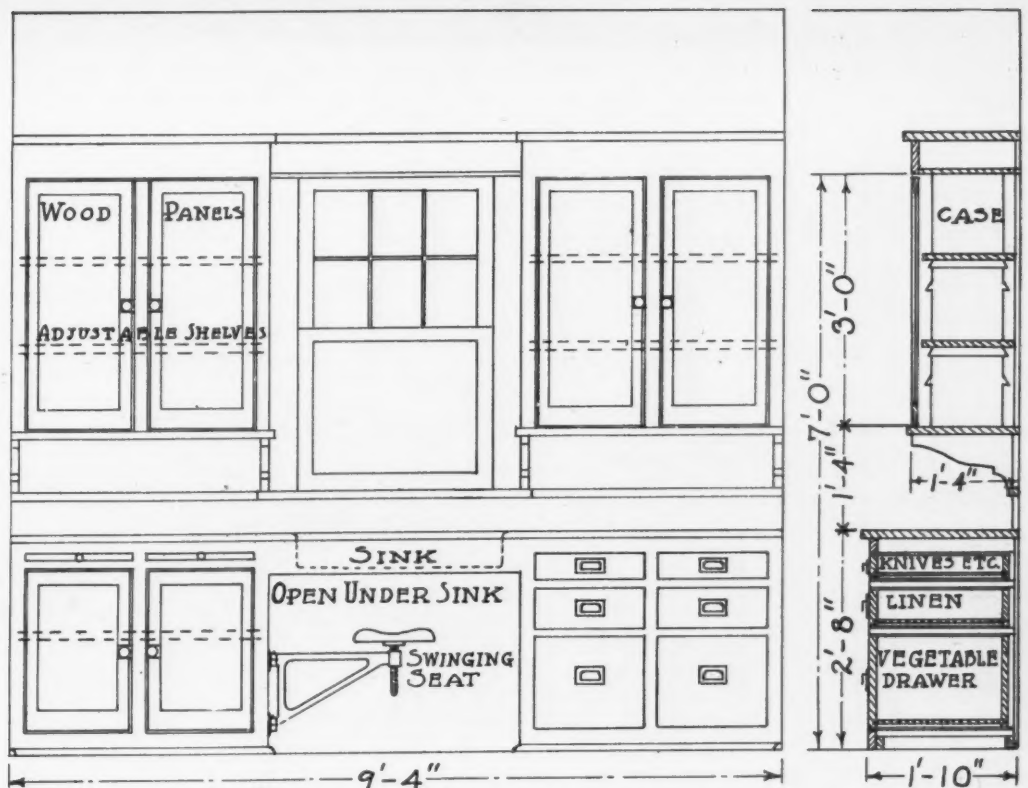 WOOD PANELS
ADJUSTABLE SHELVES
SINK
OPEN UNDER SINK
SWINGING
SEAT
9'-4"
CASE
3'-0"
7'-0"
1'-4"
1'-4"
KNIVES ETC.
LINEN
2'-8"
VEGETABLE
DRAWER
1'-10"